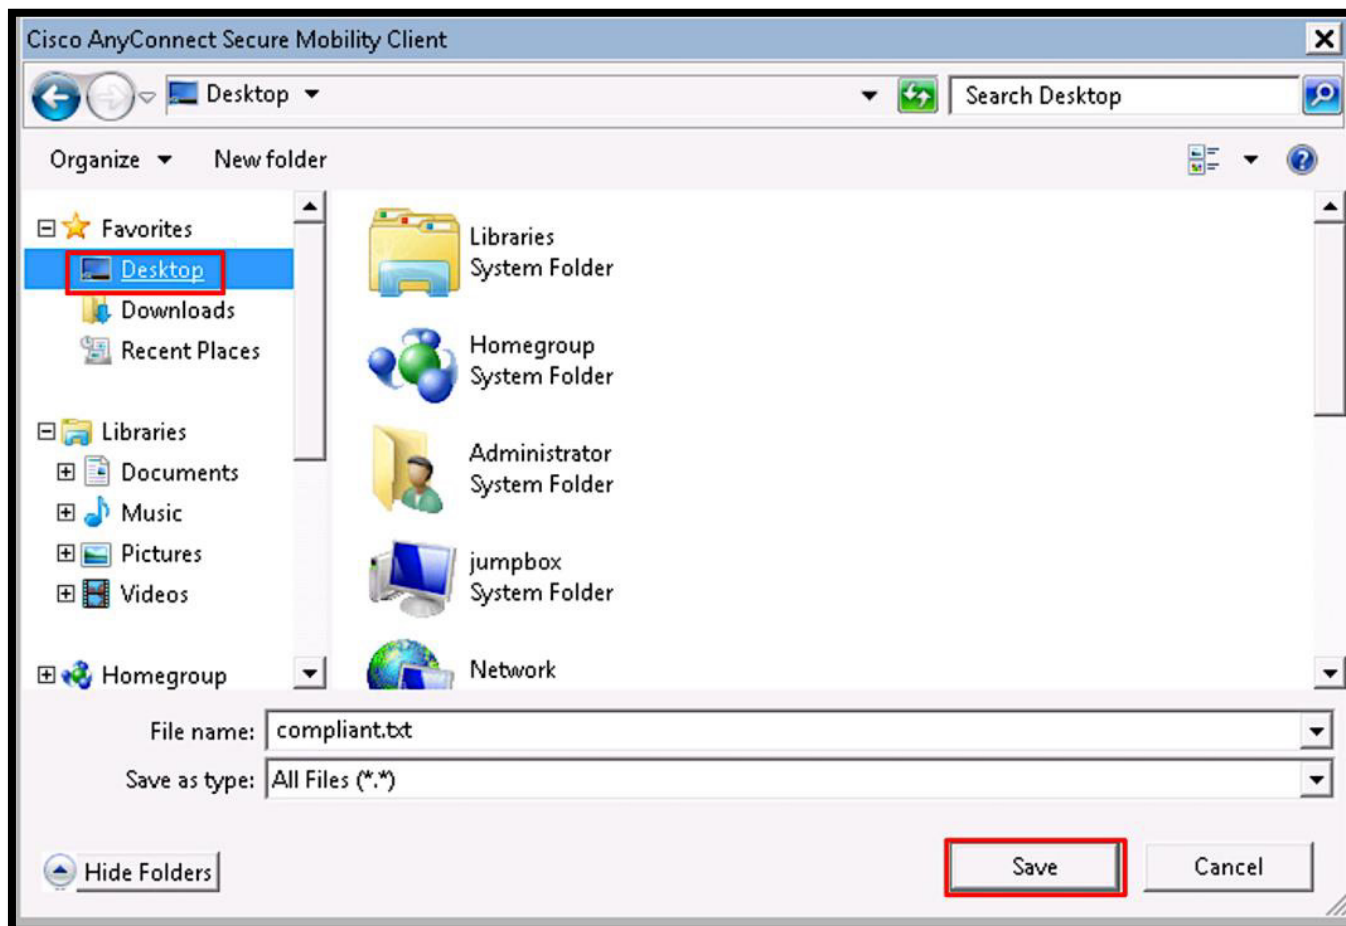 Cisco AnyConnect Secure Mobility Client
Desktop
Search Desktop
Organize
New folder
Favorites
Desktop
Downloads
Recent Places
Libraries
Documents
Music
Pictures
Videos
Homegroup
Libraries
System Folder
Homegroup
System Folder
Administrator
System Folder
jumpbox
System Folder
Network
File name: compliant.txt
Save as type: All Files (*.*)
Hide Folders
Save
Cancel